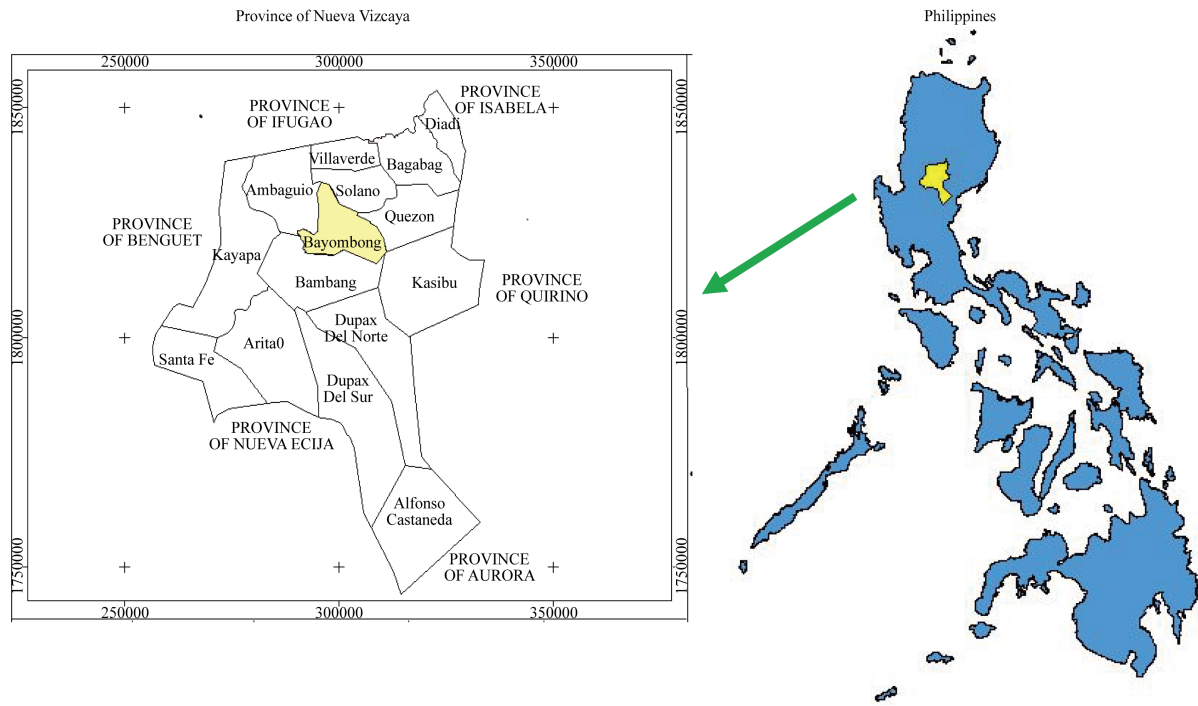 Province of Nueva Vizcaya
Philippines
250000
300000
350000
1850000
1850000
PROVINCE
OF ISABELA
PROVINCE
OF IFUGAO
Diadi
Villaverde
Bagabag
Ambaguio
Solano
Quezon
PROVINCE
OF BENGUET
Bayombong
Kayapa
Bambang
Kasibu
PROVINCE
OF QUIRINO
1800000
1800000
Dupax
Del Norte
Arita0
Santa Fe
Dupax
Del Sur
PROVINCE
OF NUEVA ECIJA
Alfonso
Castaneda
PROVINCE
OF AURORA
1750000
1750000
250000
300000
350000